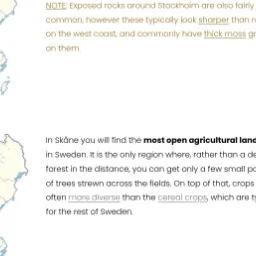 NOTE: Exposed rocks around Stockholm are also fairly
common, however these typically look sharper than
on the west coast, and commonly have thick moss
on them.
In Skåne you will find the most open agricultural
in Sweden. It is the only region where, rather than a
forest in the distance, you can get only a few small
of trees strewn across the fields. On top of that, crops
often more diverse than the cereal crops, which are
for the rest of Sweden.